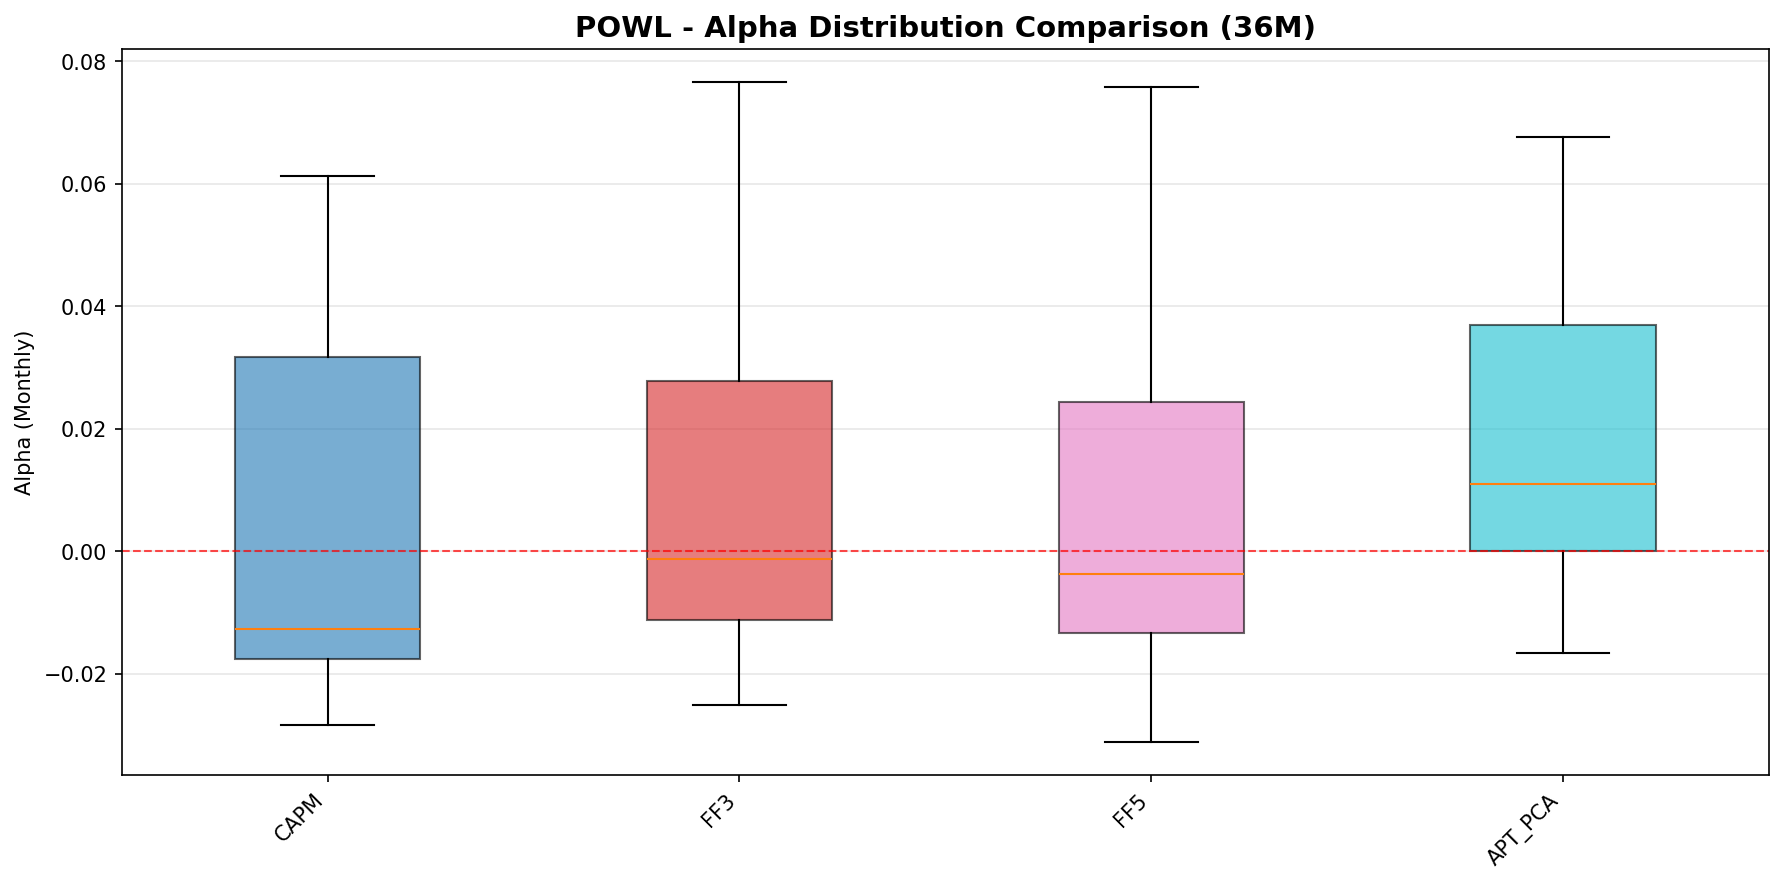 POWL - Alpha Distribution Comparison (36M)
Alpha (Monthly)
0.08
0.06
0.04
0.02
0.00
−0.02
CAPM
FF3
FF5
APT_PCA